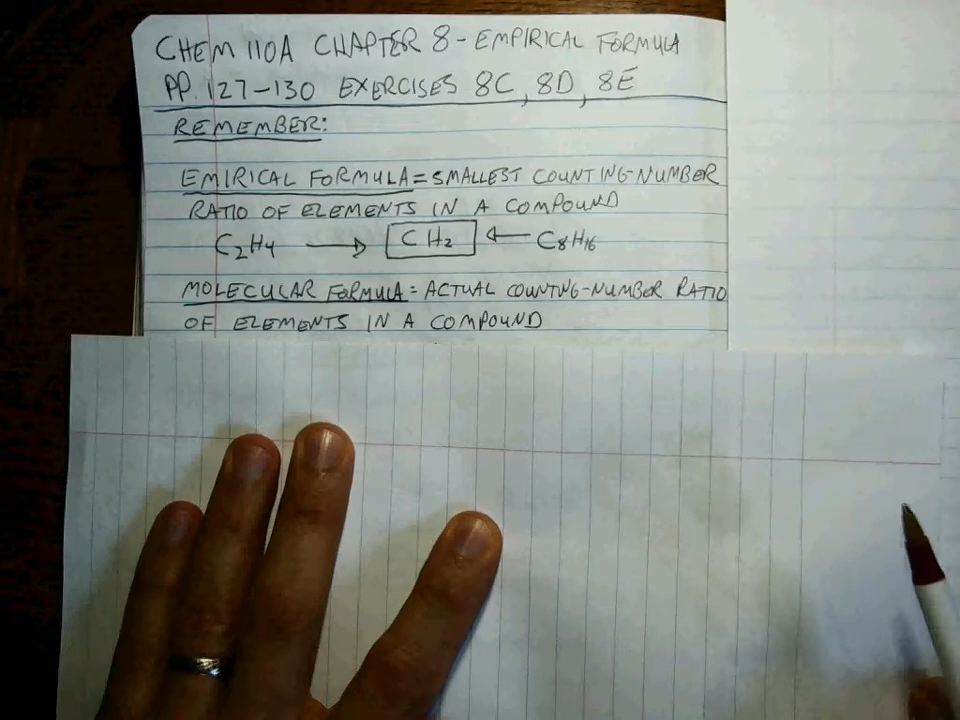 CHEM 110A CHAPTER 8 - EMPIRICAL FORMULA
PP. 127-130 EXERCISES 8C, 8D, 8E
REMEMBER:
EMIRICAL FORMULA = SMALLEST COUNTING-NUMBER
RATIO OF ELEMENTS IN A COMPOUND
C₂H₄ → CH₂ ← C₈H₁₆
MOLECULAR FORMULA = ACTUAL COUNTING-NUMBER RATIO
OF ELEMENTS IN A COMPOUND